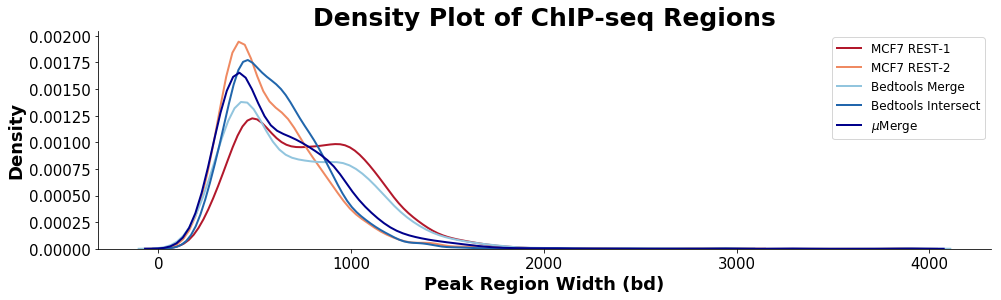 Density Plot of ChIP-seq Regions
0.00200
0.00175
0.00150
0.00125
0.00100
0.00075
0.00050
0.00025
0.00000
Density
MCF7 REST-1
MCF7 REST-2
Bedtools Merge
Bedtools Intersect
μMerge
0
1000
2000
3000
4000
Peak Region Width (bd)